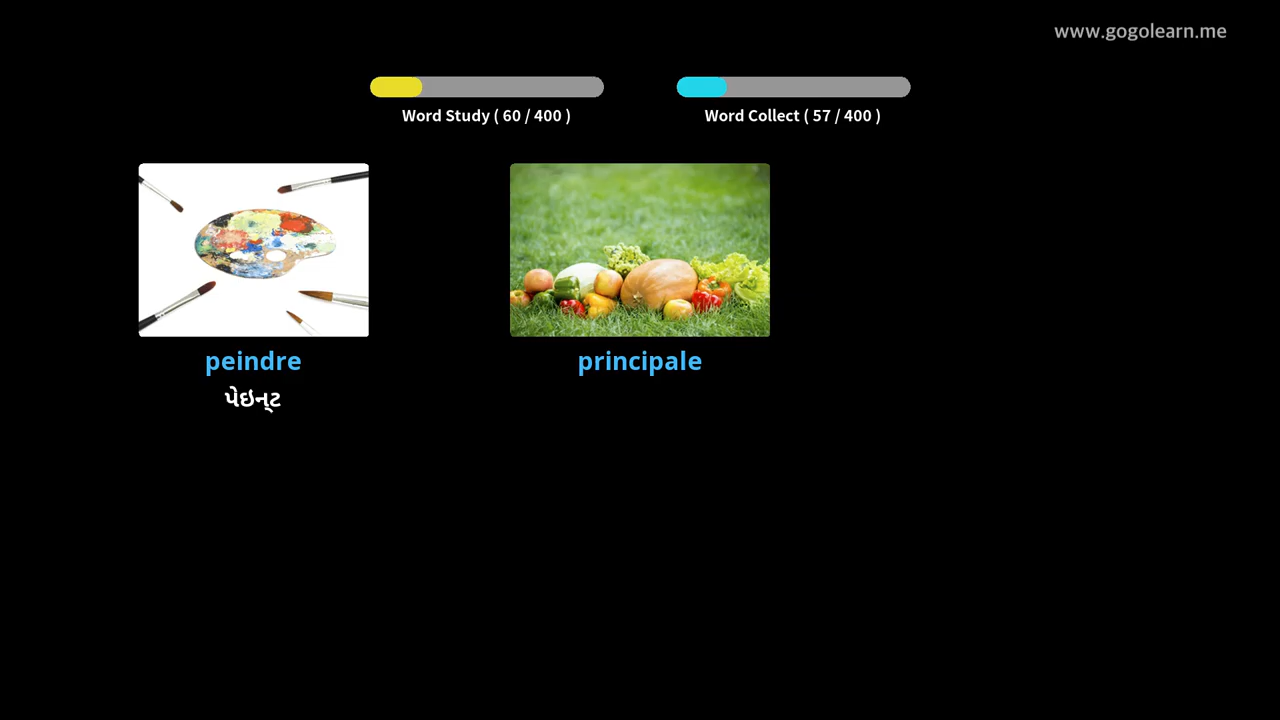 www.gogolearn.me
Word Study ( 60 / 400 )
Word Collect ( 57 / 400 )
peindre
principale
પેઇન્ટ